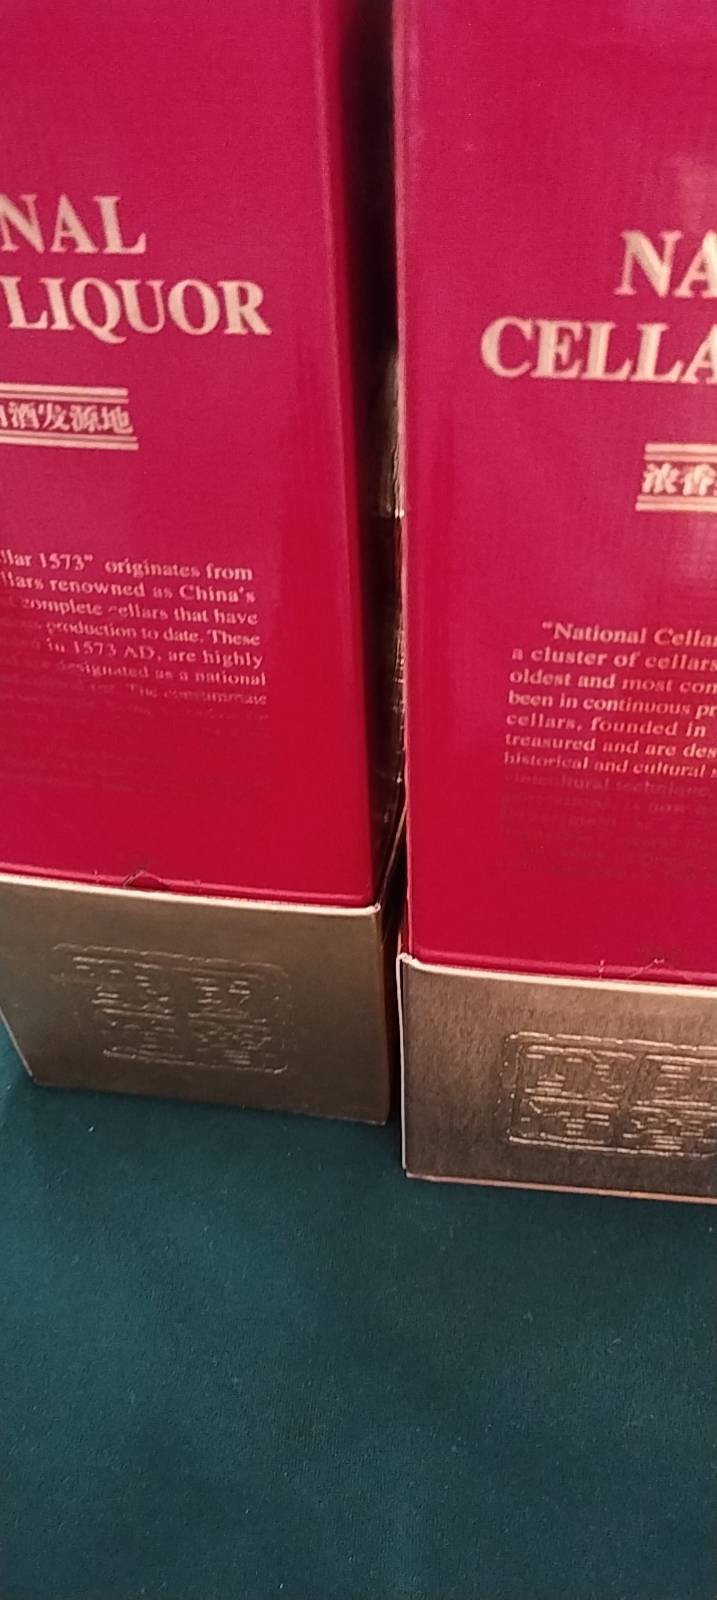 NAL
LIQUOR
酒发源地
llar 1573” originates from
llars renowned as China's
complete cellars that have
production to date. These
in 1573 AD, are highly
designated as a national
The consummate
NA
CELLA
浓香
“National Cella
a cluster of cellars
oldest and most con
been in continuous pr
cellars, founded in
treasured and are des
historical and cultural s
technique